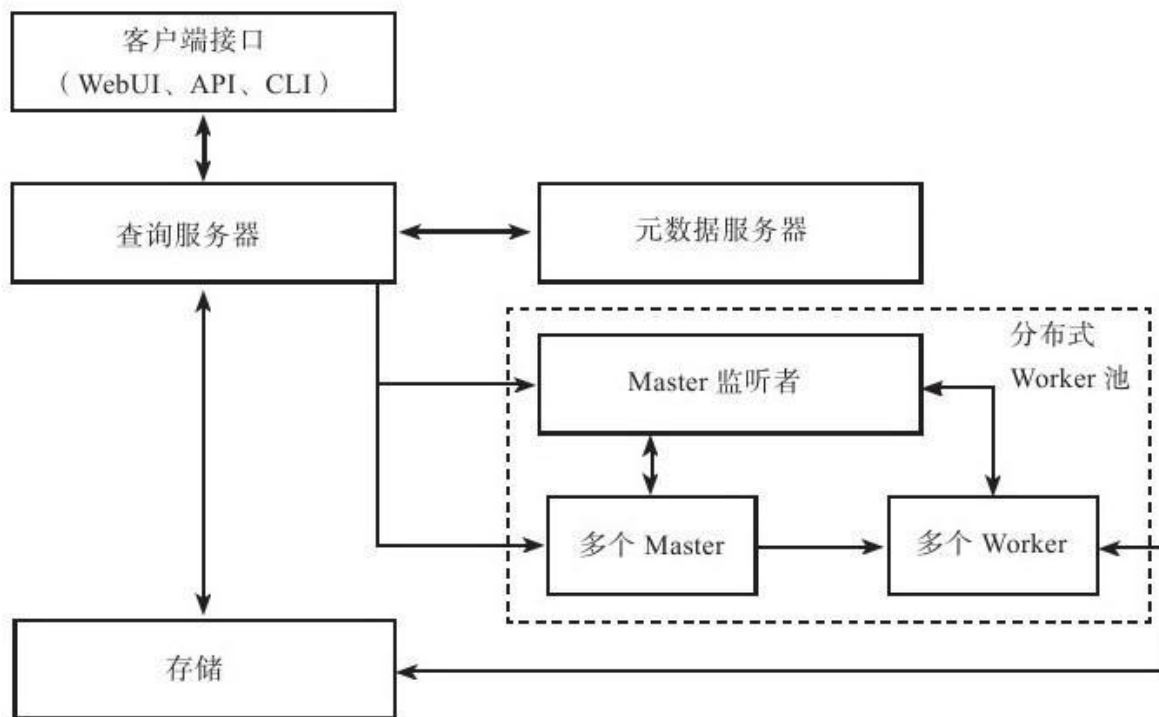 客户端接口
（WebUI、API、CLI）
查询服务器
元数据服务器
分布式
Worker 池
Master 监听者
多个 Master
多个 Worker
存储